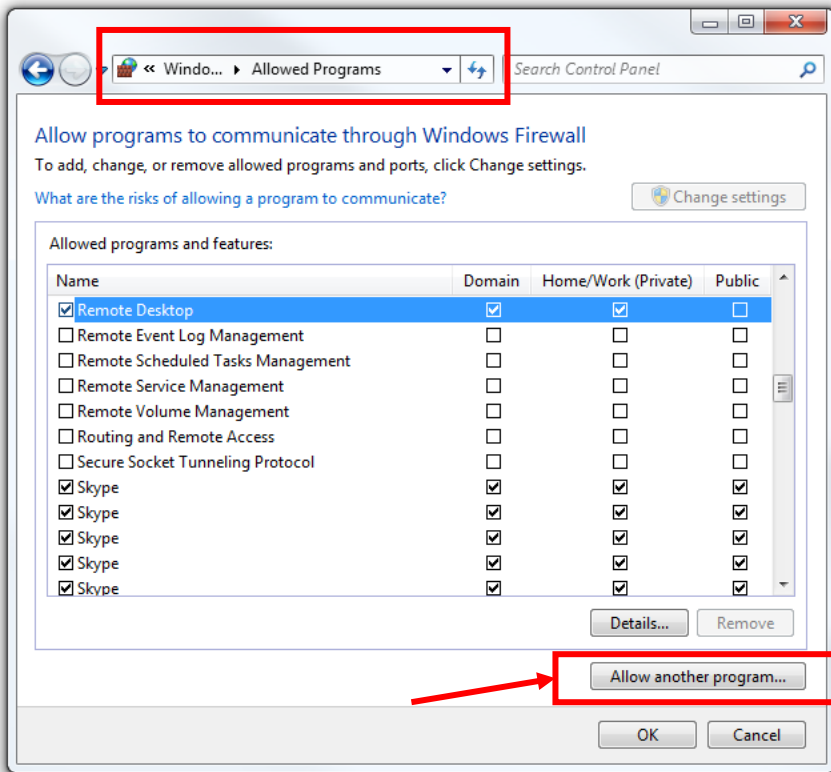 « Windo... Allowed Programs
Search Control Panel
Allow programs to communicate through Windows Firewall
To add, change, or remove allowed programs and ports, click Change settings.
What are the risks of allowing a program to communicate?
Change settings
Allowed programs and features:
Name Domain Home/Work (Private) Public
Remote Desktop
Remote Event Log Management
Remote Scheduled Tasks Management
Remote Service Management
Remote Volume Management
Routing and Remote Access
Secure Socket Tunneling Protocol
Skype
Skype
Skype
Skype
Skype
Details... Remove
Allow another program...
OK Cancel